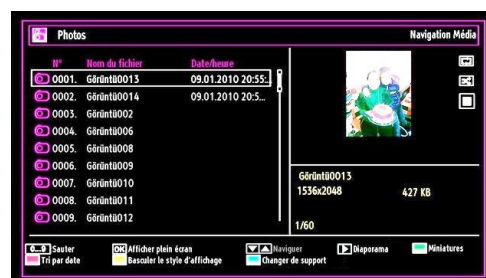 Photos
Navigation Média
N° Nom du fichier Date/heure
0001. Görüntü0013 09.01.2010 20:55:..
0002. Görüntü0014 09.01.2010 20:5...
0003. Görüntü002
0004. Görüntü006
0005. Görüntü008
0006. Görüntü009
0007. Görüntü010
0008. Görüntü011
0009. Görüntü012
Görüntü0013
1536x2048 427 KB
1/60
0...9 Sauter OK Afficher plein écran Naviguer Diaporama Miniatures
Tri par date Basculer le style d'affichage Changer de support